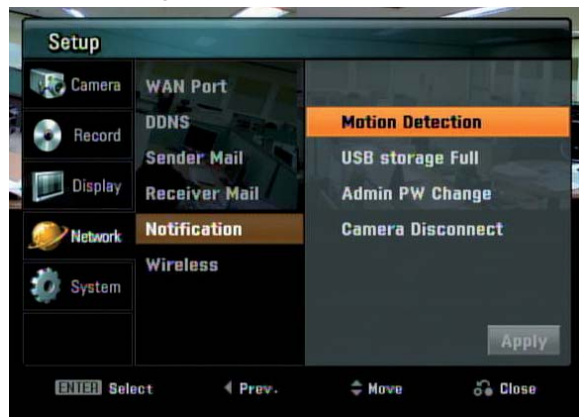 Setup
Camera
Record
Display
Network
System
WAN Port
DDNS
Sender Mail
Receiver Mail
Notification
Wireless
Motion Detection
USB storage Full
Admin PW Change
Camera Disconnect
Apply
ENTER Select Prev. Move Close